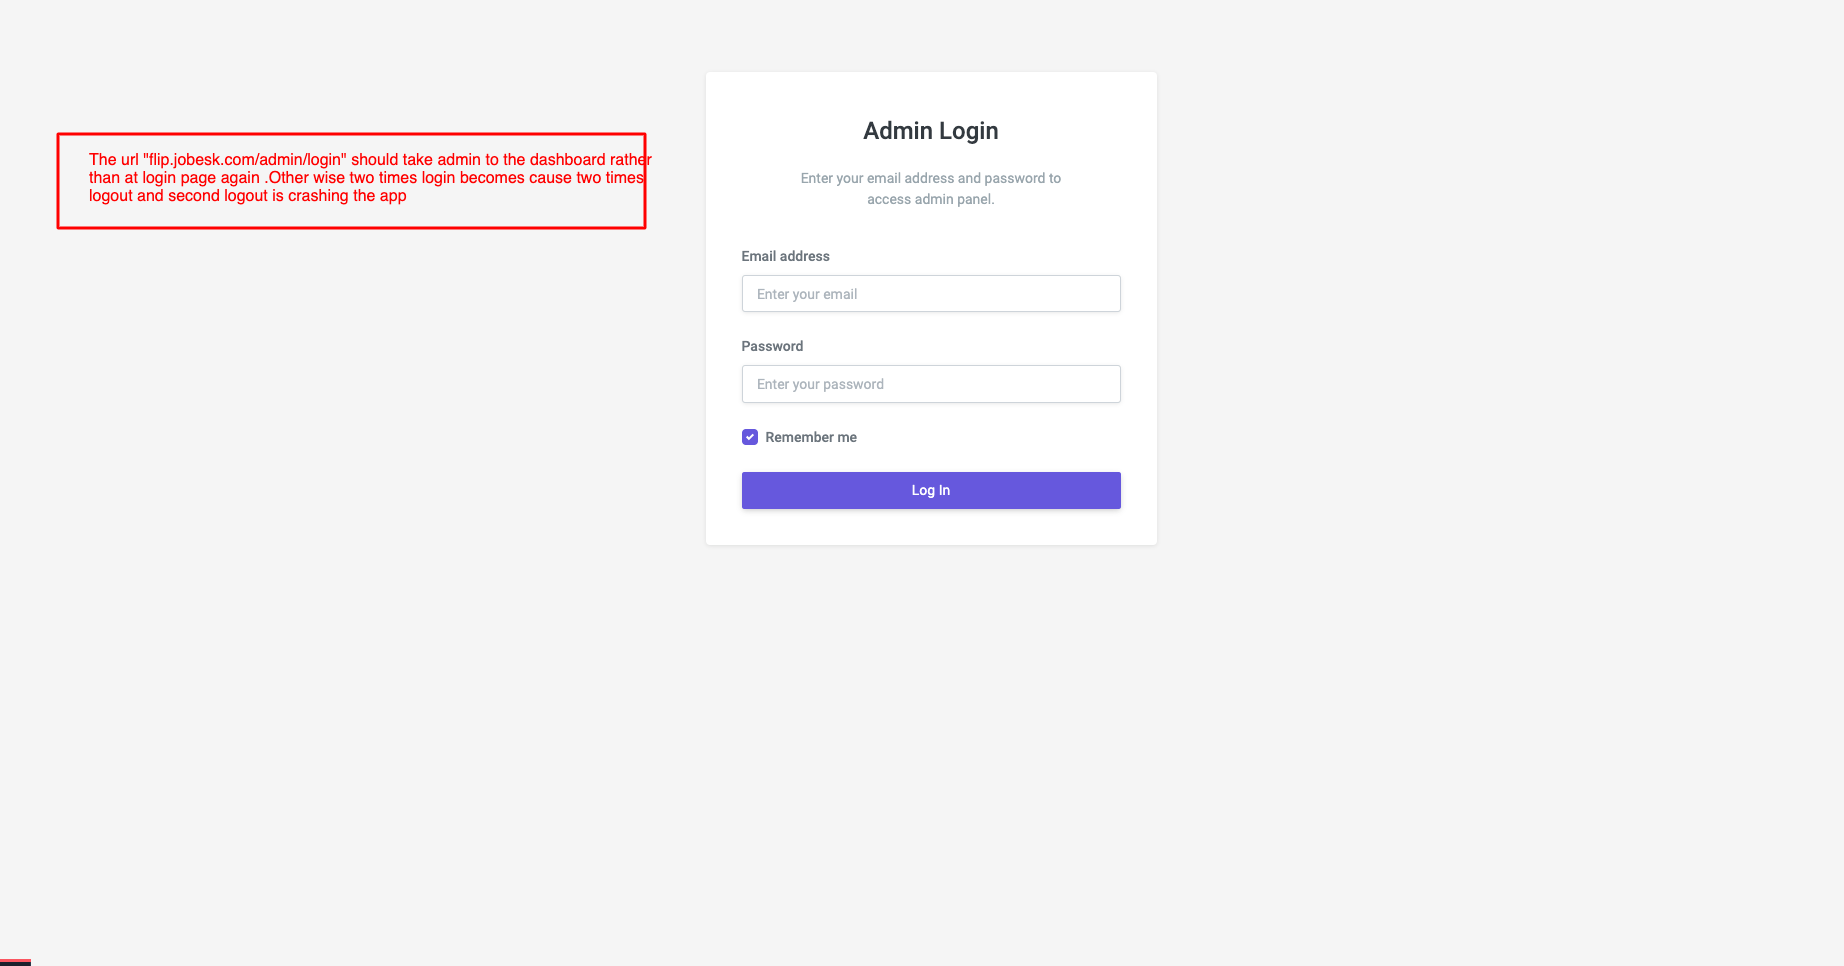 The url "flip.jobesk.com/admin/login" should take admin to the dashboard rather
than at login page again .Other wise two times login becomes cause two times
logout and second logout is crashing the app
Admin Login
Enter your email address and password to
access admin panel.
Email address
Enter your email
Password
Enter your password
Remember me
Log In